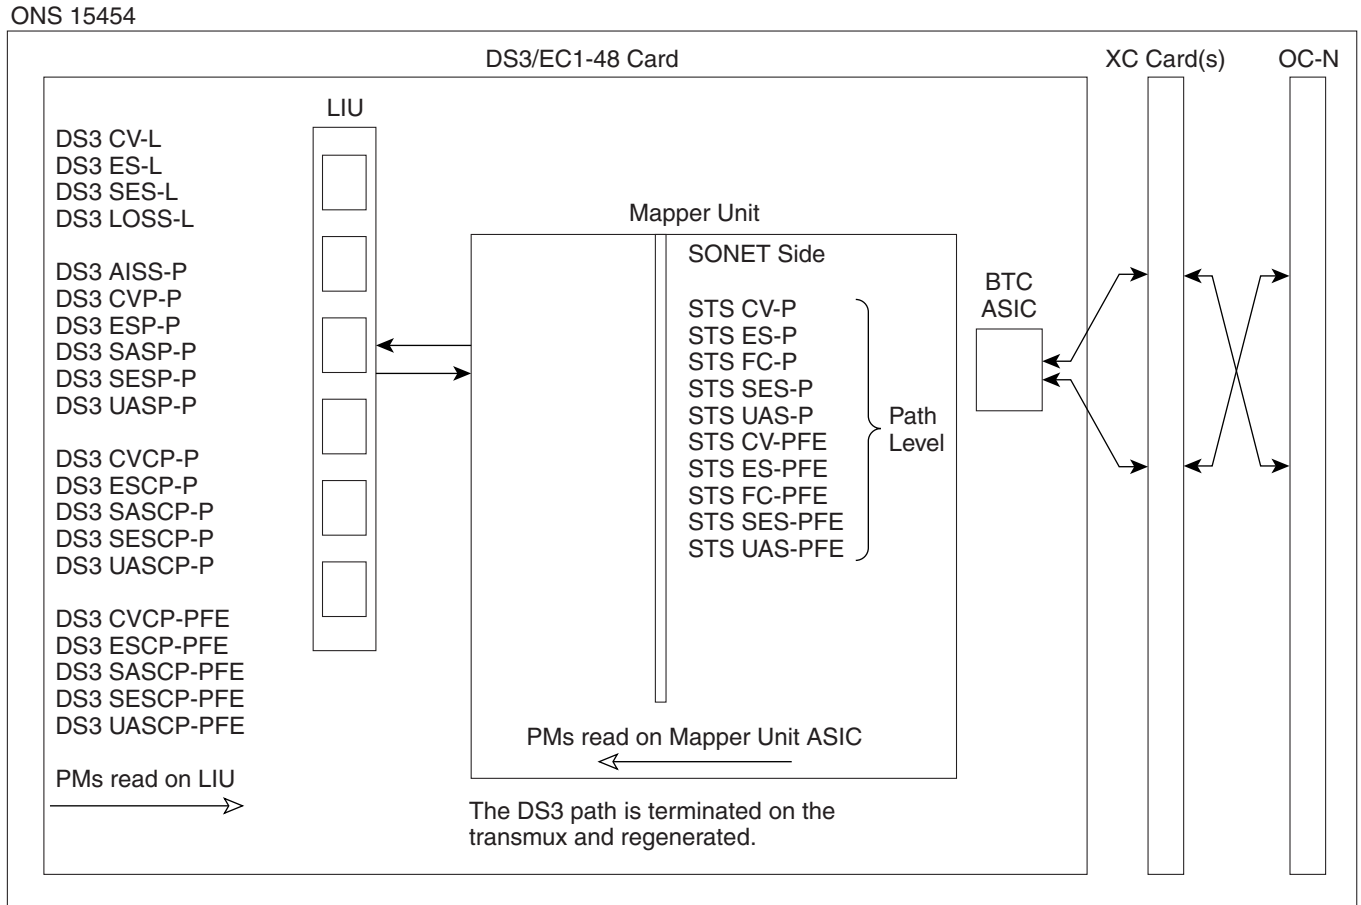 ONS 15454
DS3/EC1-48 Card
XC Card(s)
OC-N
LIU
DS3 CV-L
DS3 ES-L
DS3 SES-L
DS3 LOSS-L
DS3 AISS-P
DS3 CVP-P
DS3 ESP-P
DS3 SASP-P
DS3 SESP-P
DS3 UASP-P
DS3 CVCP-P
DS3 ESCP-P
DS3 SASCP-P
DS3 SESCP-P
DS3 UASCP-P
DS3 CVCP-PFE
DS3 ESCP-PFE
DS3 SASCP-PFE
DS3 SESCP-PFE
DS3 UASCP-PFE
PMs read on LIU
Mapper Unit
SONET Side
STS CV-P
STS ES-P
STS FC-P
STS SES-P
STS UAS-P
STS CV-PFE
STS ES-PFE
STS FC-PFE
STS SES-PFE
STS UAS-PFE
Path
Level
PMs read on Mapper Unit ASIC
The DS3 path is terminated on the
transmux and regenerated.
BTC
ASIC